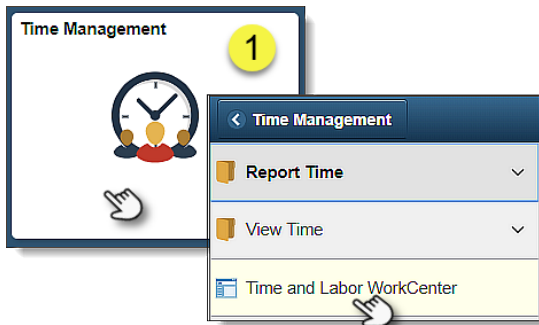 Time Management
1
Time Management
Report Time
View Time
Time and Labor WorkCenter